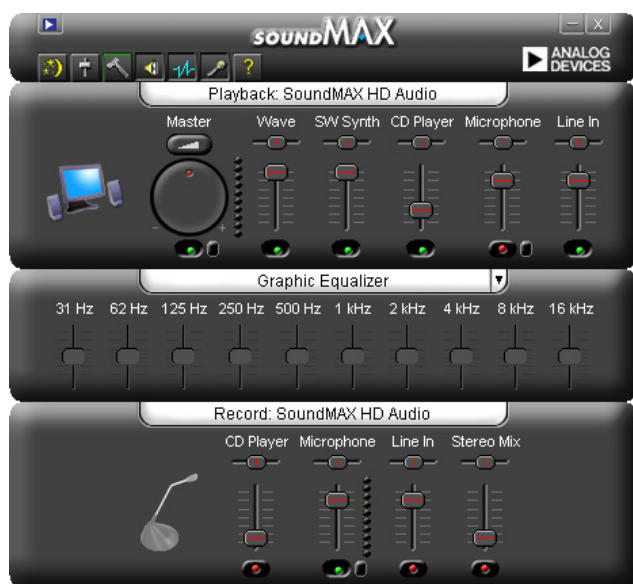 SOUNDMAX
ANALOG
DEVICES
?
Playback: SoundMAX HD Audio
Master Wave SW Synth CD Player Microphone Line In
- +
Graphic Equalizer
31 Hz 62 Hz 125 Hz 250 Hz 500 Hz 1 kHz 2 kHz 4 kHz 8 kHz 16 kHz
Record: SoundMAX HD Audio
CD Player Microphone Line In Stereo Mix